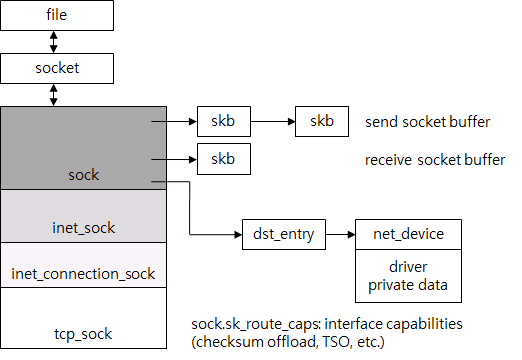 file
socket
skb
skb
send socket buffer
skb
receive socket buffer
sock
inet_sock
dst_entry
net_device
inet_connection_sock
driver
private data
tcp_sock
sock.sk_route_caps: interface capabilities
(checksum offload, TSO, etc.)